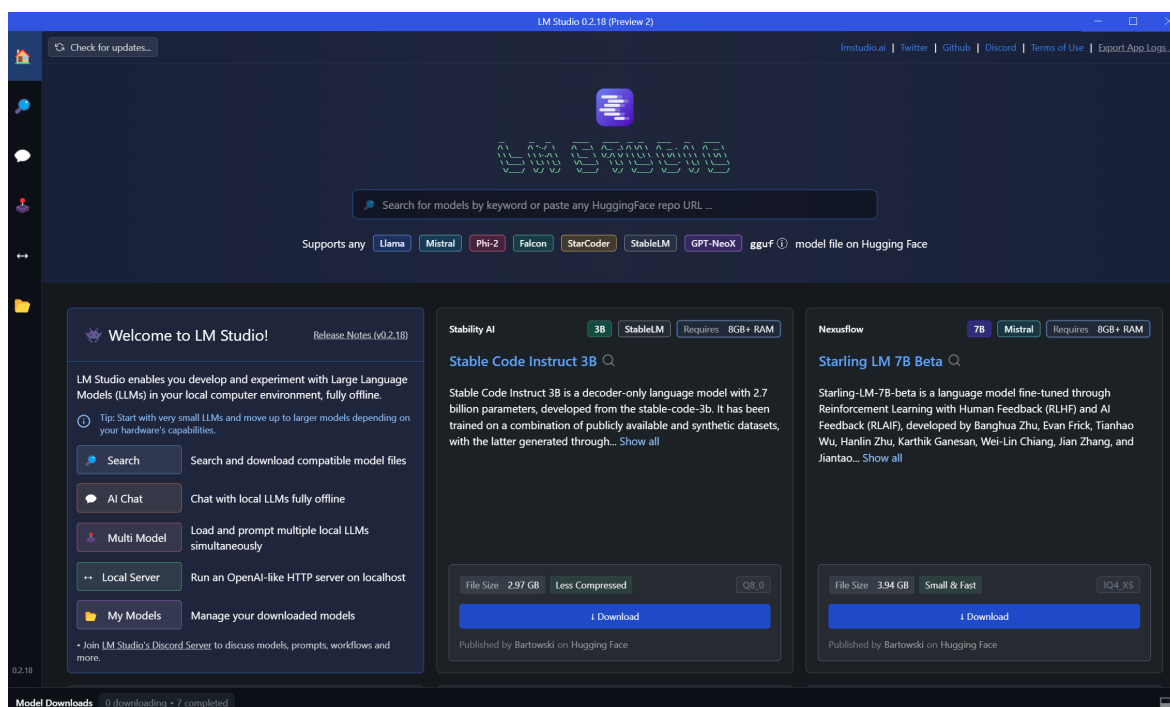 LM Studio 0.2.18 (Preview 2)
Check for updates...
lmstudio.ai | Twitter | Github | Discord | Terms of Use | Export App Logs
LM STUDIO
Search for models by keyword or paste any HuggingFace repo URL ...
Supports any Llama Mistral Phi-2 Falcon StarCoder StableLM GPT-NeoX gguf model file on Hugging Face
Welcome to LM Studio! Release Notes (v0.2.18)
LM Studio enables you develop and experiment with Large Language
Models (LLMs) in your local computer environment, fully offline.
Tip: Start with very small LLMs and move up to larger models depending on
your hardware's capabilities.
Search Search and download compatible model files
AI Chat Chat with local LLMs fully offline
Multi Model Load and prompt multiple local LLMs
simultaneously
Local Server Run an OpenAI-like HTTP server on localhost
My Models Manage your downloaded models
• Join LM Studio's Discord Server to discuss models, prompts, workflows and
more.
Stability AI 3B StableLM Requires 8GB+ RAM
Stable Code Instruct 3B
Stable Code Instruct 3B is a decoder-only language model with 2.7
billion parameters, developed from the stable-code-3b. It has been
trained on a combination of publicly available and synthetic datasets,
with the latter generated through... Show all
File Size 2.97 GB Less Compressed Q8_0
↓ Download
Published by Bartowski on Hugging Face
Nexusflow 7B Mistral Requires 8GB+ RAM
Starling LM 7B Beta
Starling-LM-7B-beta is a language model fine-tuned through
Reinforcement Learning with Human Feedback (RLHF) and AI
Feedback (RLAIF), developed by Banghua Zhu, Evan Frick, Tianhao
Wu, Hanlin Zhu, Karthik Ganesan, Wei-Lin Chiang, Jian Zhang, and
Jiantao... Show all
File Size 3.94 GB Small & Fast IQ4_XS
↓ Download
Published by Bartowski on Hugging Face
0.2.18
Model Downloads 0 downloading • 7 completed